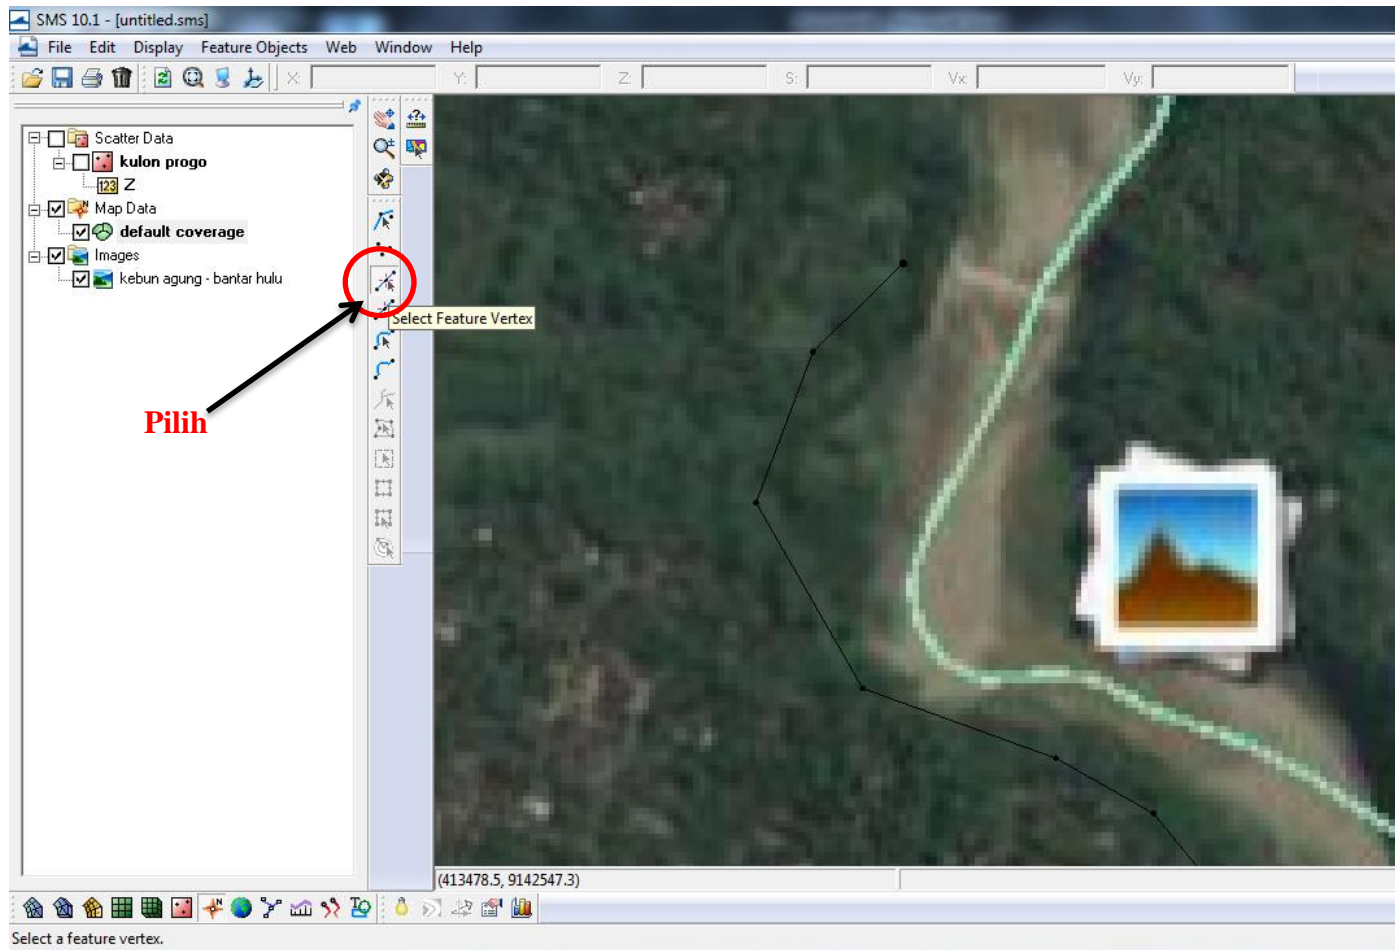 SMS 10.1 - [untitled.sms]
File Edit Display Feature Objects Web Window Help
X: Y: Z: S: Vx: Vy:
Scatter Data
kulon progo
123 Z
Map Data
default coverage
Images
kebun agung - bantar hulu
Select Feature Vertex
Pilih
(413478.5, 9142547.3)
Select a feature vertex.